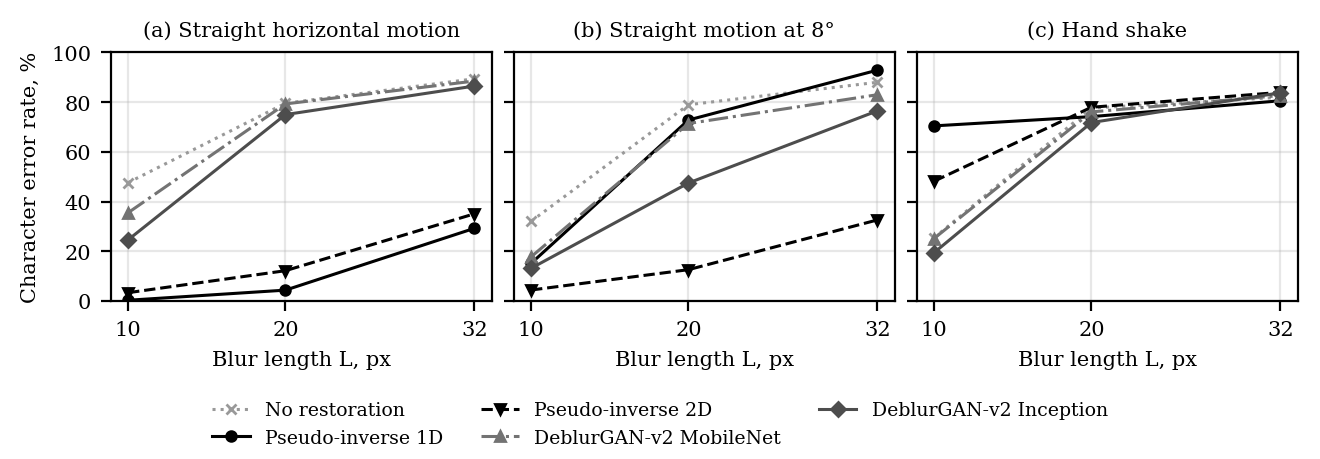 (a) Straight horizontal motion
(b) Straight motion at 8°
(c) Hand shake
Character error rate, %
100
80
60
40
20
0
10 20 32
10 20 32
10 20 32
Blur length L, px
Blur length L, px
Blur length L, px
No restoration
Pseudo-inverse 1D
Pseudo-inverse 2D
DeblurGAN-v2 MobileNet
DeblurGAN-v2 Inception